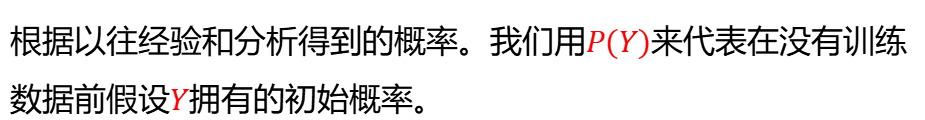 根据以往经验和分析得到的概率。我们用P(Y)来代表在没有训练
数据前假设Y拥有的初始概率。